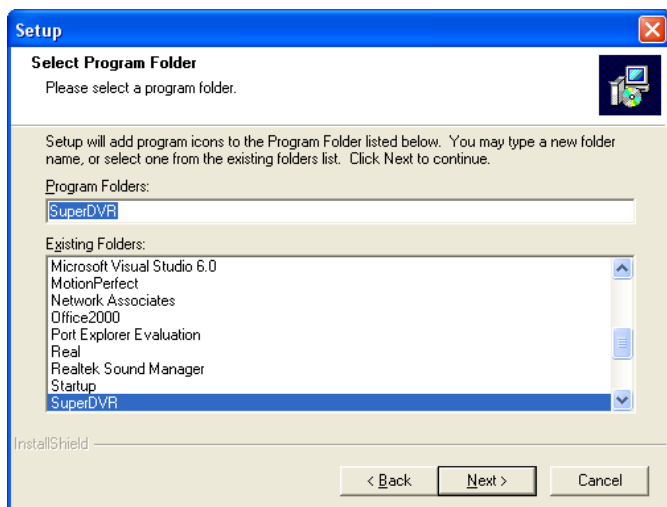 Setup
Select Program Folder
Please select a program folder.
Setup will add program icons to the Program Folder listed below. You may type a new folder
name, or select one from the existing folders list. Click Next to continue.
Program Folders:
SuperDVR
Existing Folders:
Microsoft Visual Studio 6.0
MotionPerfect
Network Associates
Office2000
Port Explorer Evaluation
Real
Realtek Sound Manager
Startup
SuperDVR
InstallShield
< Back Next > Cancel